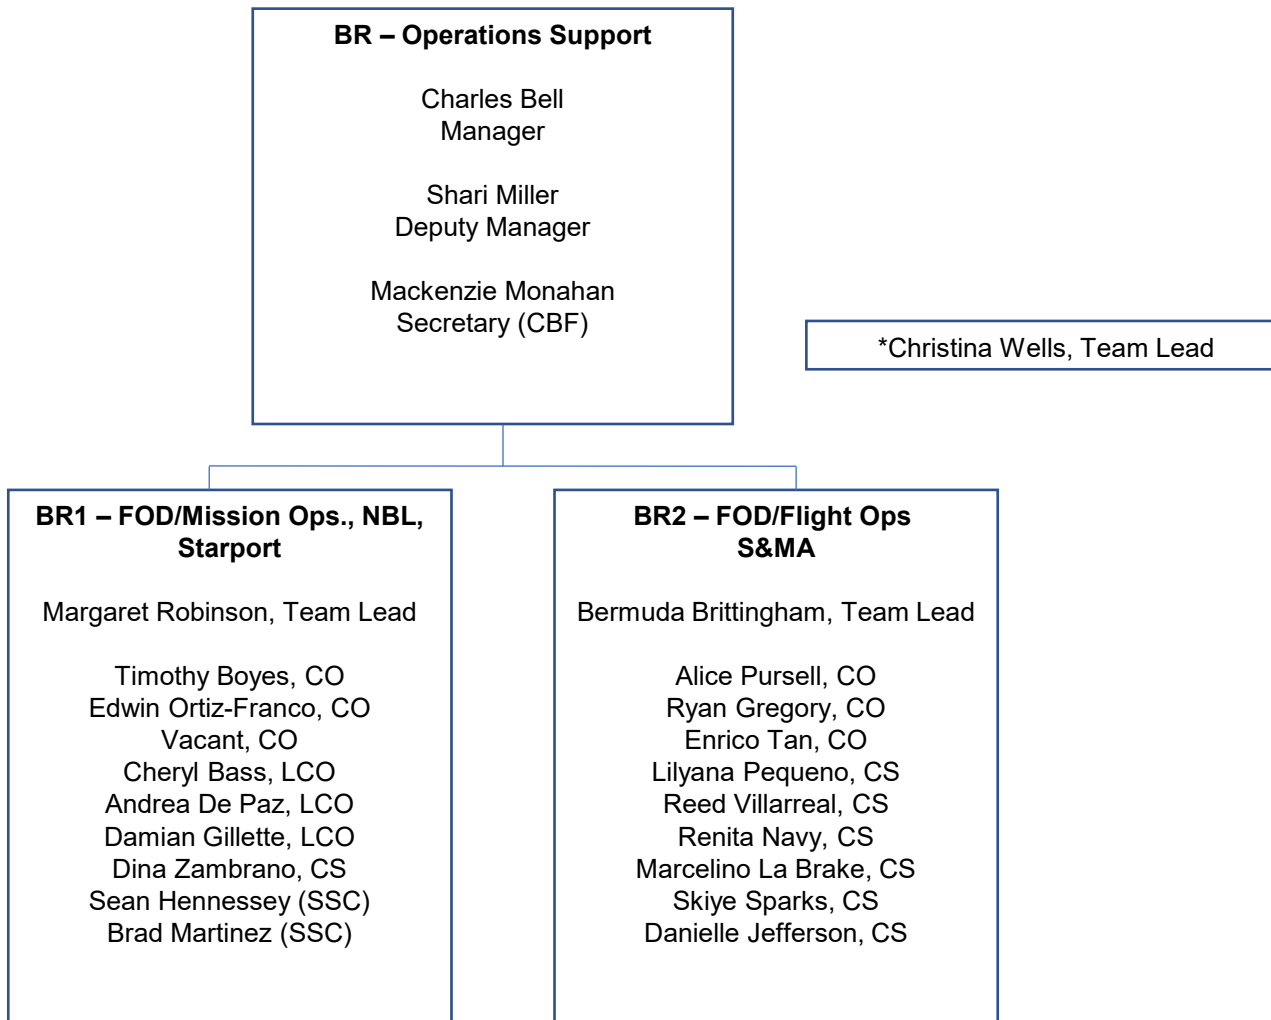 BR – Operations Support
Charles Bell
Manager
Shari Miller
Deputy Manager
Mackenzie Monahan
Secretary (CBF)
*Christina Wells, Team Lead
BR1 – FOD/Mission Ops., NBL,
Starport
Margaret Robinson, Team Lead
Timothy Boyes, CO
Edwin Ortiz-Franco, CO
Vacant, CO
Cheryl Bass, LCO
Andrea De Paz, LCO
Damian Gillette, LCO
Dina Zambrano, CS
Sean Hennessey (SSC)
Brad Martinez (SSC)
BR2 – FOD/Flight Ops
S&MA
Bermuda Brittingham, Team Lead
Alice Pursell, CO
Ryan Gregory, CO
Enrico Tan, CO
Lilyana Pequeno, CS
Reed Villarreal, CS
Renita Navy, CS
Marcelino La Brake, CS
Skiye Sparks, CS
Danielle Jefferson, CS